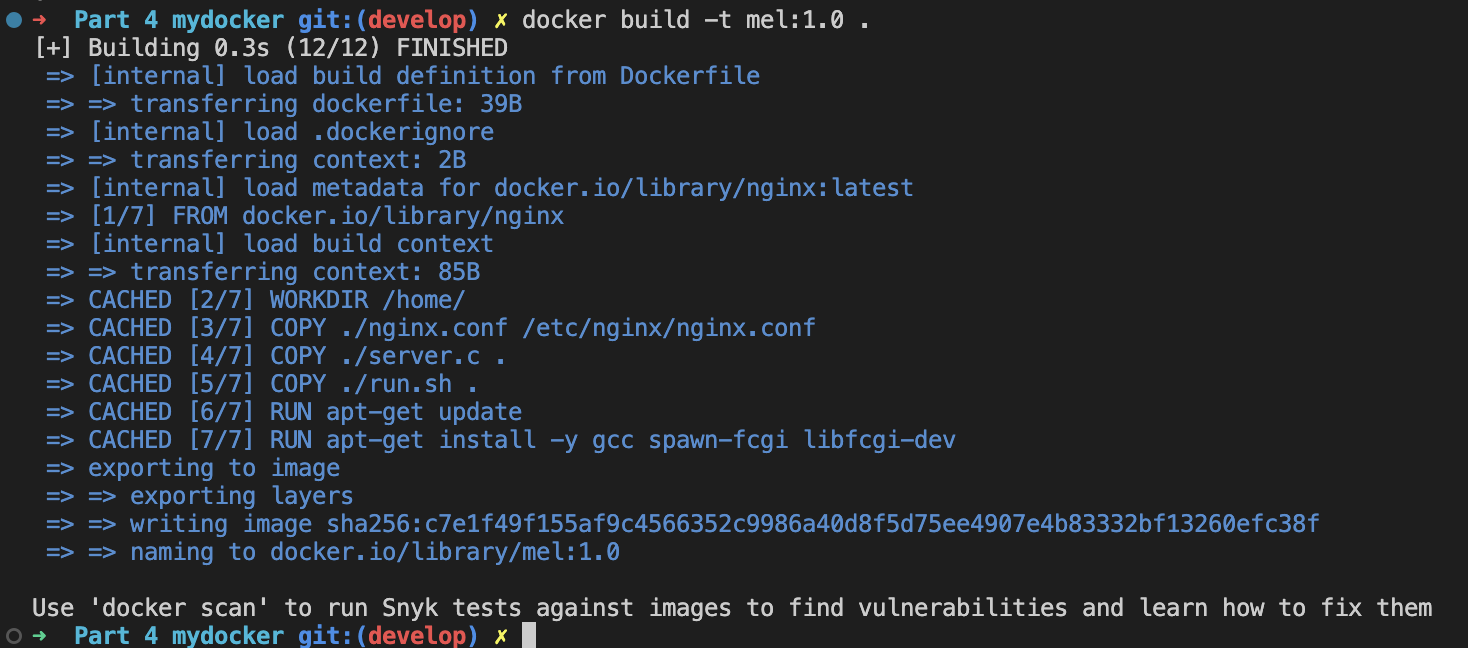 ➜ Part 4 mydocker git:(develop) ✗ docker build -t mel:1.0 .
[+] Building 0.3s (12/12) FINISHED
=> [internal] load build definition from Dockerfile
=> => transferring dockerfile: 39B
=> [internal] load .dockerignore
=> => transferring context: 2B
=> [internal] load metadata for docker.io/library/nginx:latest
=> [1/7] FROM docker.io/library/nginx
=> [internal] load build context
=> => transferring context: 85B
=> CACHED [2/7] WORKDIR /home/
=> CACHED [3/7] COPY ./nginx.conf /etc/nginx/nginx.conf
=> CACHED [4/7] COPY ./server.c .
=> CACHED [5/7] COPY ./run.sh .
=> CACHED [6/7] RUN apt-get update
=> CACHED [7/7] RUN apt-get install -y gcc spawn-fcgi libfcgi-dev
=> exporting to image
=> => exporting layers
=> => writing image sha256:c7e1f49f155af9c4566352c9986a40d8f5d75ee4907e4b83332bf13260efc38f
=> => naming to docker.io/library/mel:1.0
Use 'docker scan' to run Snyk tests against images to find vulnerabilities and learn how to fix them
➜ Part 4 mydocker git:(develop) ✗